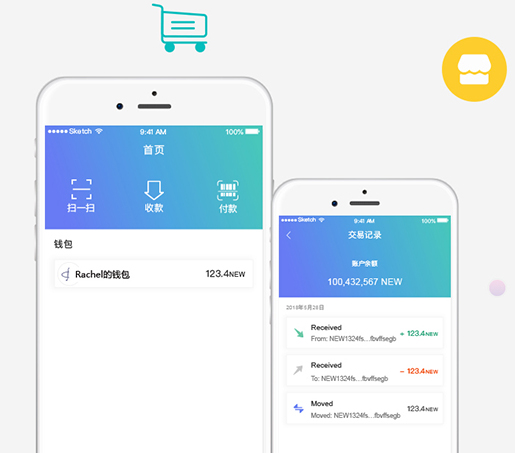 Sketch
9:41 AM
100%
首页
扫一扫
收款
付款
钱包
Rachel的钱包
123.4NEW
Sketch
9:41 AM
100%
交易记录
账户余额
100,432,567 NEW
2018年5月28日
Received
From: NEW1324fs....fbvffsegb
+ 123.4NEW
Received
To: NEW1324fs....fbvffsegb
− 123.4NEW
Moved
Moved: NEW1324fs....fbvffsegb
123.4NEW